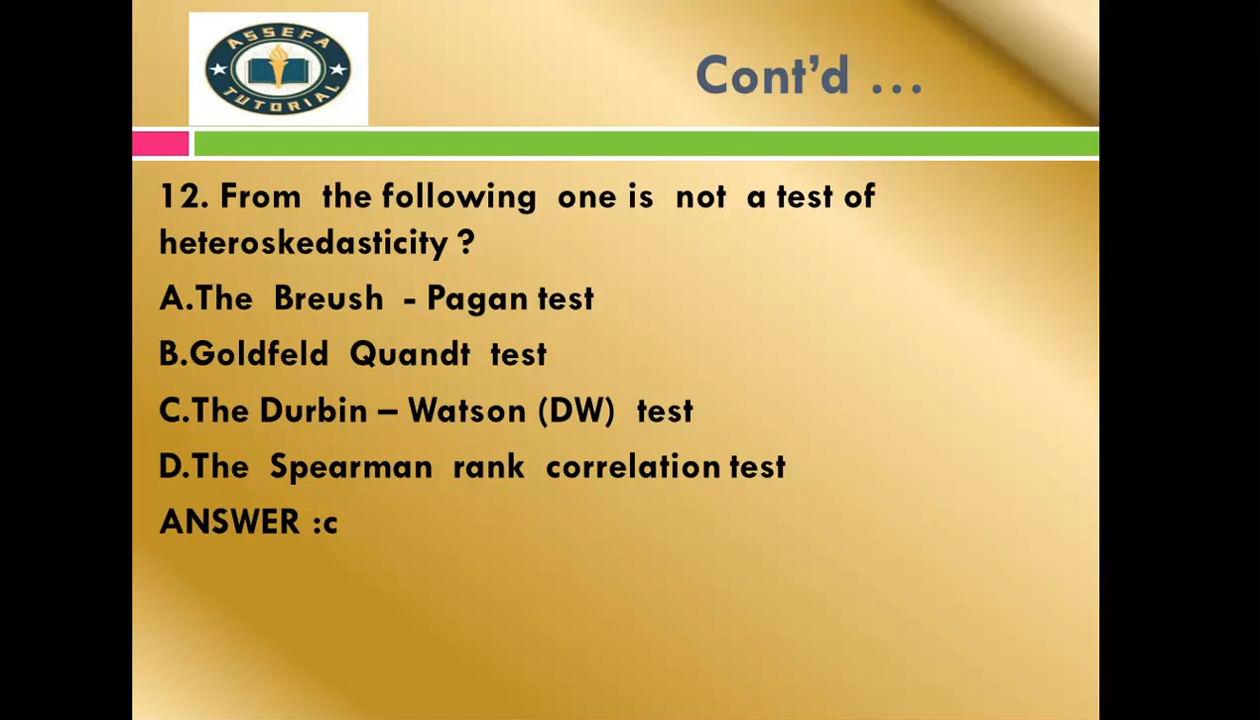 ASSEFA
TUTORIAL
Cont’d ...
12. From the following one is not a test of
heteroskedasticity ?
A.The Breush - Pagan test
B.Goldfeld Quandt test
C.The Durbin – Watson (DW) test
D.The Spearman rank correlation test
ANSWER :c